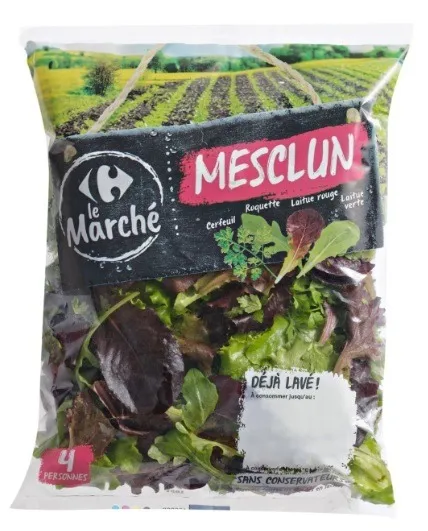 MESCLUN
le
Marché
Cerfeuil
Roquette
Laitue rouge
Laitue
verte
DÉJÀ LAVÉ !
À consommer jusqu'au :
4
PERSONNES
SANS CONSERVATEUR